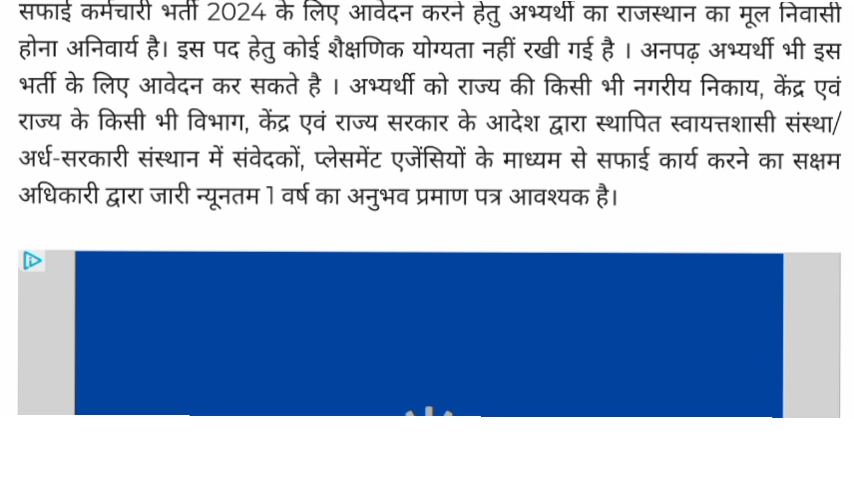 सफाई कर्मचारी भर्ती 2024 के लिए आवेदन करने हेतु अभ्यर्थी का राजस्थान का मूल निवासी
होना अनिवार्य है। इस पद हेतु कोई शैक्षणिक योग्यता नहीं रखी गई है । अनपढ़ अभ्यर्थी भी इस
भर्ती के लिए आवेदन कर सकते है । अभ्यर्थी को राज्य की किसी भी नगरीय निकाय, केंद्र एवं
राज्य के किसी भी विभाग, केंद्र एवं राज्य सरकार के आदेश द्वारा स्थापित स्वायत्तशासी संस्था/
अर्ध-सरकारी संस्थान में संवेदकों, प्लेसमेंट एजेंसियों के माध्यम से सफाई कार्य करने का सक्षम
अधिकारी द्वारा जारी न्यूनतम 1 वर्ष का अनुभव प्रमाण पत्र आवश्यक है।